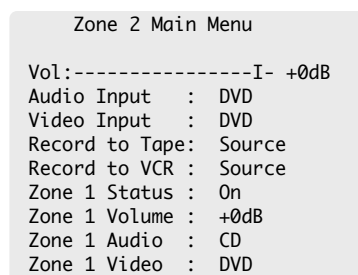 Zone 2 Main Menu
Vol:----------------I- +0dB
Audio Input   :  DVD
Video Input   :  DVD
Record to Tape:  Source
Record to VCR :  Source
Zone 1 Status :  On
Zone 1 Volume :  +0dB
Zone 1 Audio  :  CD
Zone 1 Video  :  DVD